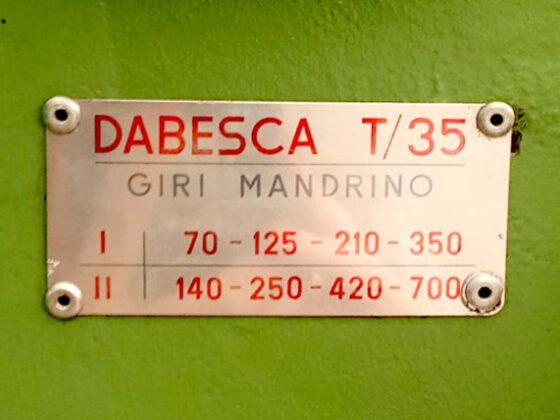 DABESCA T/35
GIRI MANDRINO
I 70 - 125 - 210 - 350
II 140 - 250 - 420 - 700